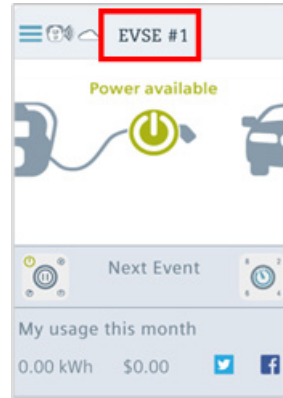 EVSE #1
Power available
Next Event
My usage this month
0.00 kWh $0.00